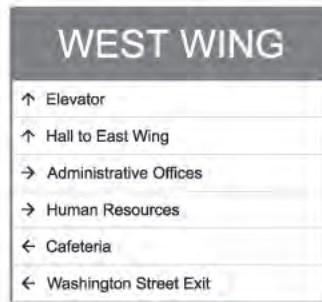 WEST WING
↑ Elevator
↑ Hall to East Wing
→ Administrative Offices
→ Human Resources
← Cafeteria
← Washington Street Exit